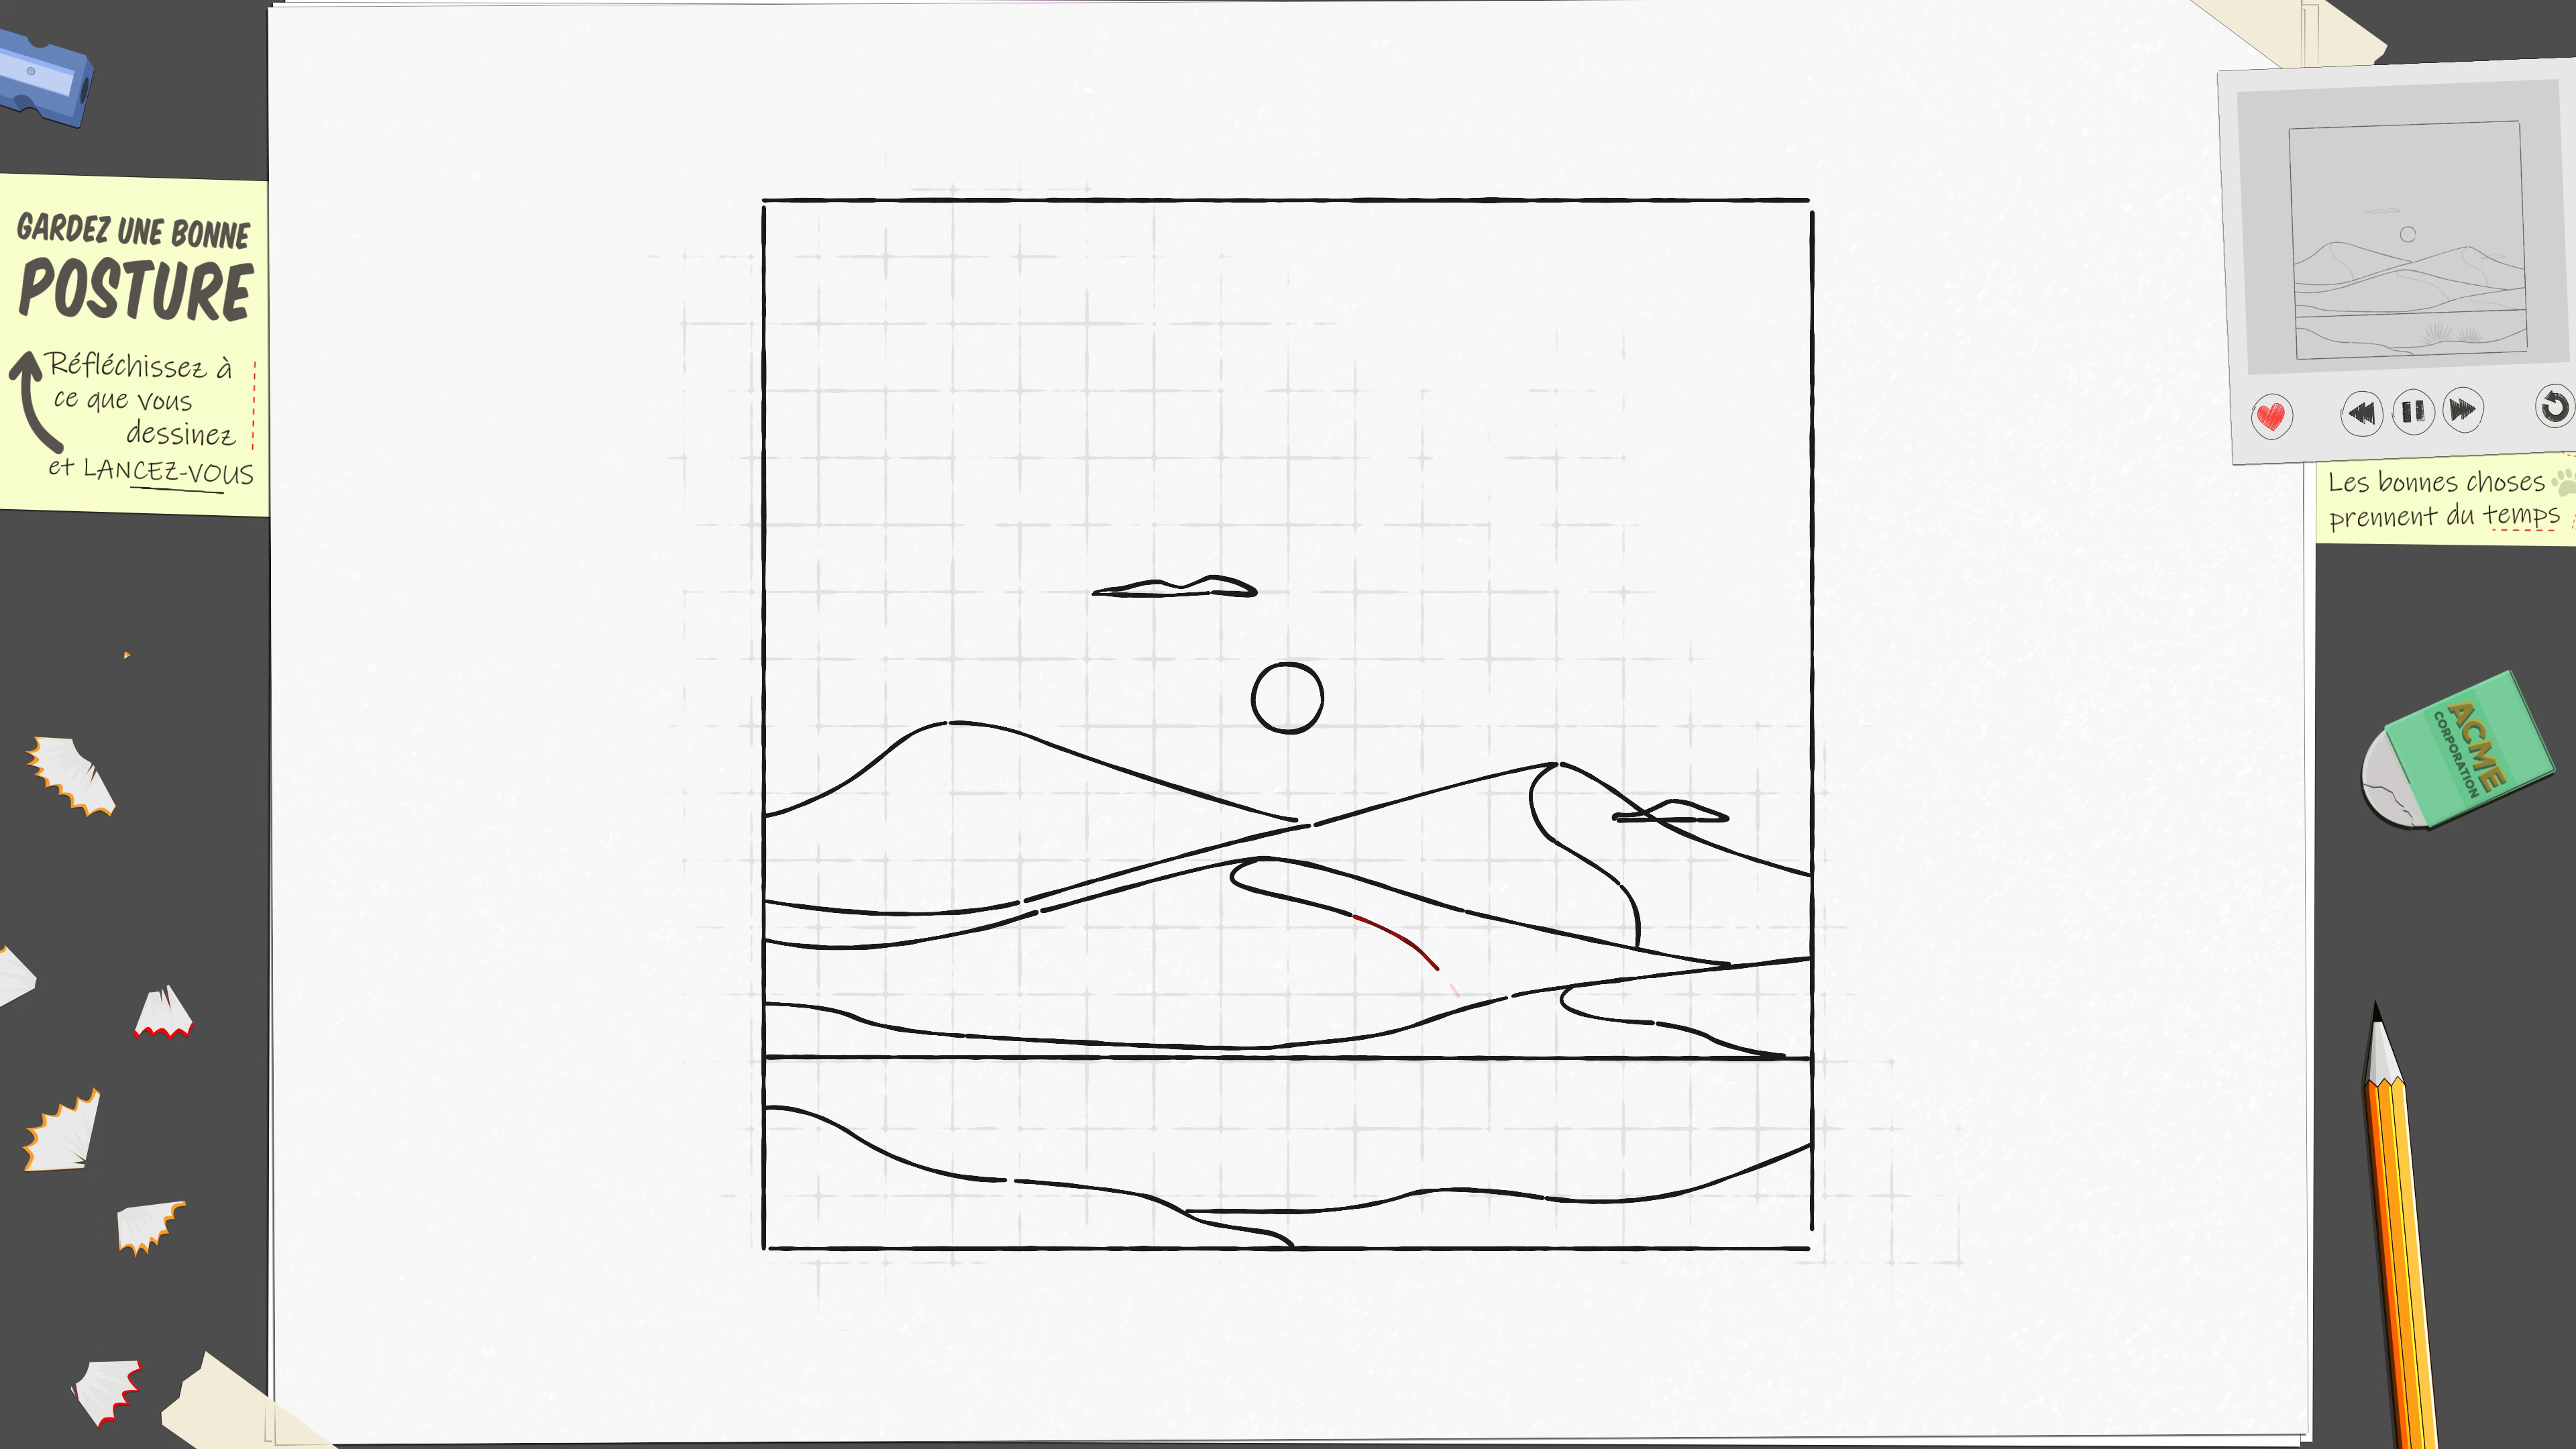 GARDEZ UNE BONNE
POSTURE
Réfléchissez à
ce que vous
dessinez
et LANCEZ-VOUS
Les bonnes choses
prennent du temps
ACME
CORPORATION